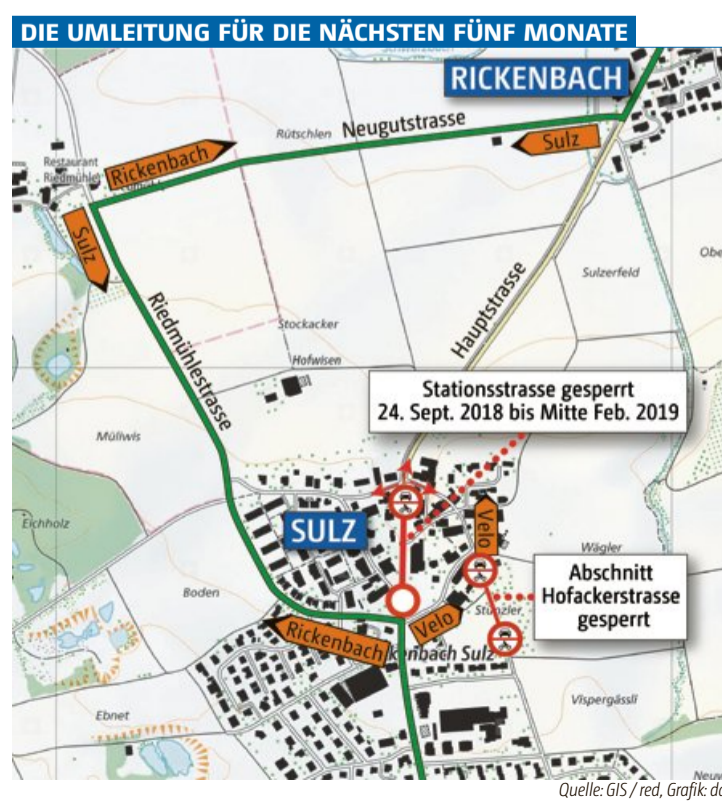 DIE UMLEITUNG FÜR DIE NÄCHSTEN FÜNF MONATE
RICKENBACH
Neugutstrasse
Rütschlen
Sulz
Restaurant
Riedmühle
Rickenbach
Sulz
Sulzerfeld
Hauptstrasse
Riedmühlestrasse
Stockacker
Hofwisen
Stationsstrasse gesperrt
24. Sept. 2018 bis Mitte Feb. 2019
Müliwis
Eichholz
SULZ
Velo
Wägler
Abschnitt
Hofackerstrasse
gesperrt
Boden
Velo
Rickenbach
kenbach Sulz
Vispergässli
Ebnet
Quelle: GIS / red, Grafik: da